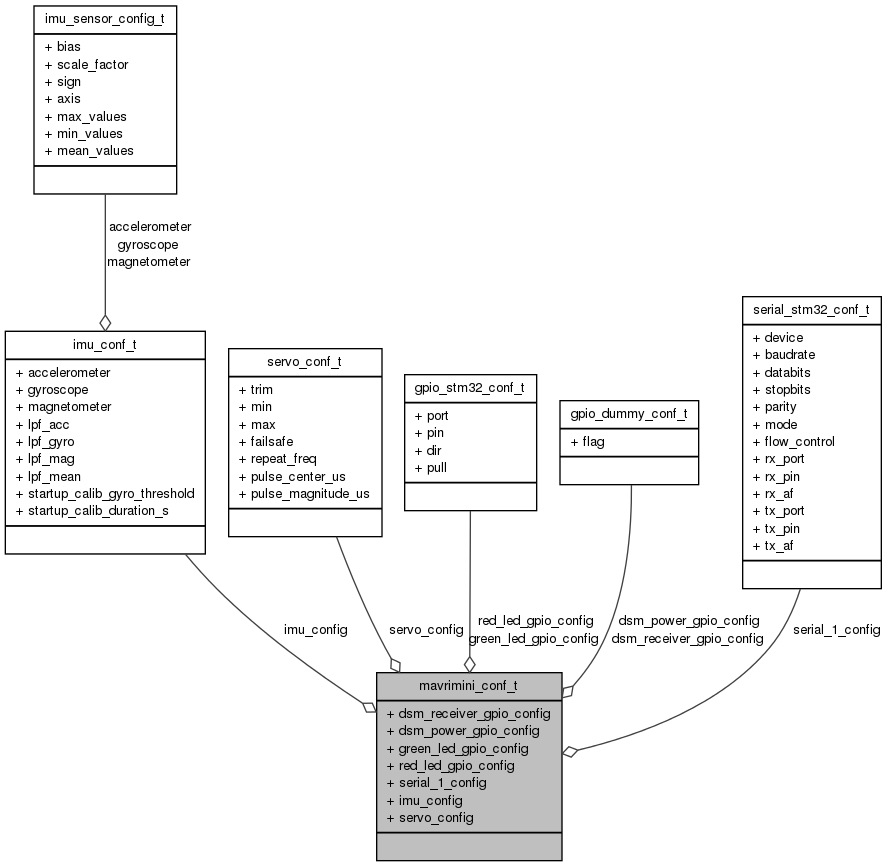 imu_sensor_config_t
+ bias
+ scale_factor
+ sign
+ axis
+ max_values
+ min_values
+ mean_values
accelerometer
gyroscope
magnetometer
imu_conf_t
+ accelerometer
+ gyroscope
+ magnetometer
+ lpf_acc
+ lpf_gyro
+ lpf_mag
+ lpf_mean
+ startup_calib_gyro_threshold
+ startup_calib_duration_s
servo_conf_t
+ trim
+ min
+ max
+ failsafe
+ repeat_freq
+ pulse_center_us
+ pulse_magnitude_us
gpio_stm32_conf_t
+ port
+ pin
+ dir
+ pull
gpio_dummy_conf_t
+ flag
serial_stm32_conf_t
+ device
+ baudrate
+ databits
+ stopbits
+ parity
+ mode
+ flow_control
+ rx_port
+ rx_pin
+ rx_af
+ tx_port
+ tx_pin
+ tx_af
imu_config
servo_config
red_led_gpio_config
green_led_gpio_config
dsm_power_gpio_config
dsm_receiver_gpio_config
serial_1_config
mavrimini_conf_t
+ dsm_receiver_gpio_config
+ dsm_power_gpio_config
+ green_led_gpio_config
+ red_led_gpio_config
+ serial_1_config
+ imu_config
+ servo_config